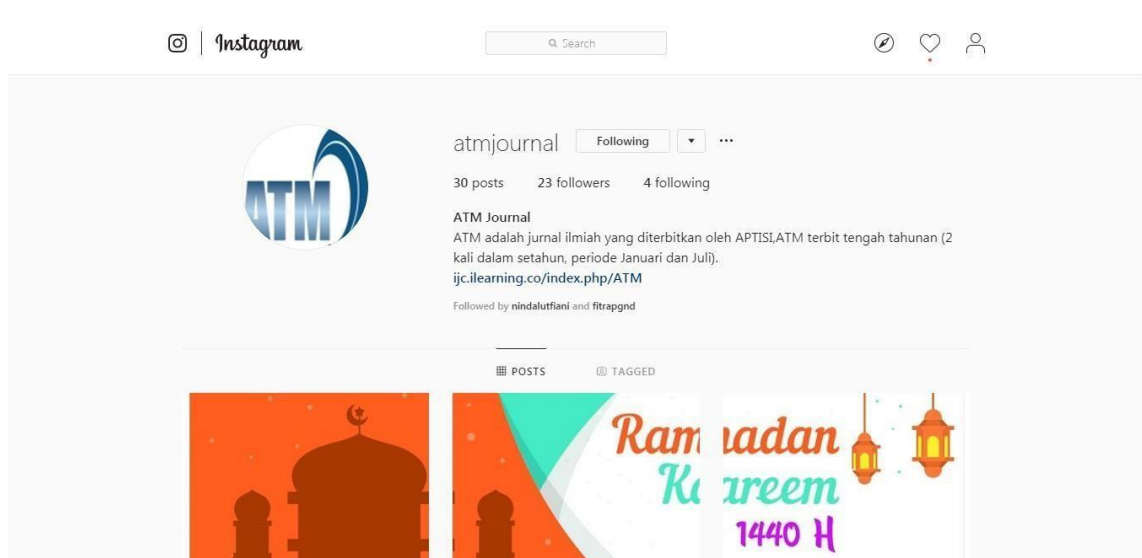 Instagram
Search
ATM
atmjournal Following
30 posts 23 followers 4 following
ATM Journal
ATM adalah jurnal ilmiah yang diterbitkan oleh APTISI,ATM terbit tengah tahunan (2
kali dalam setahun, periode Januari dan Juli).
ijc.ilearning.co/index.php/ATM
Followed by nindalutfiani and fitrapgnd
POSTS TAGGED
Ram adan
Ka areem
1440 H